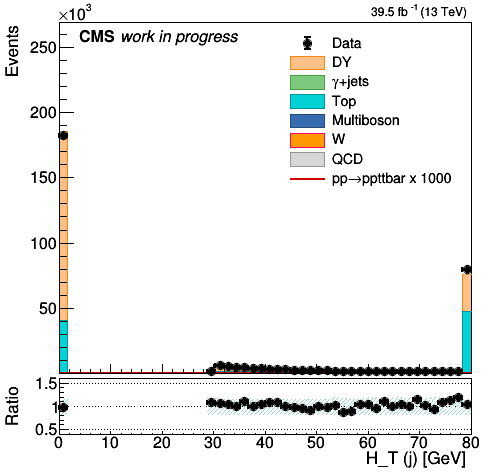 ×10³
39.5 fb⁻¹ (13 TeV)
CMS work in progress
Events
250
200
150
100
50
Data
DY
γ+jets
Top
Multiboson
W
QCD
pp→ppttbar x 1000
Ratio
1.5
1
0.5
0 10 20 30 40 50 60 70 80
H_T (j) [GeV]